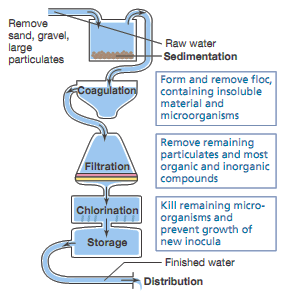 Remove
sand, gravel,
large
particulates
Raw water
Sedimentation
Coagulation
Form and remove floc,
containing insoluble
material and
microorganisms
Filtration
Remove remaining
particulates and most
organic and inorganic
compounds
Chlorination
Kill remaining micro-
organisms and
prevent growth of
new inocula
Storage
Finished water
Distribution